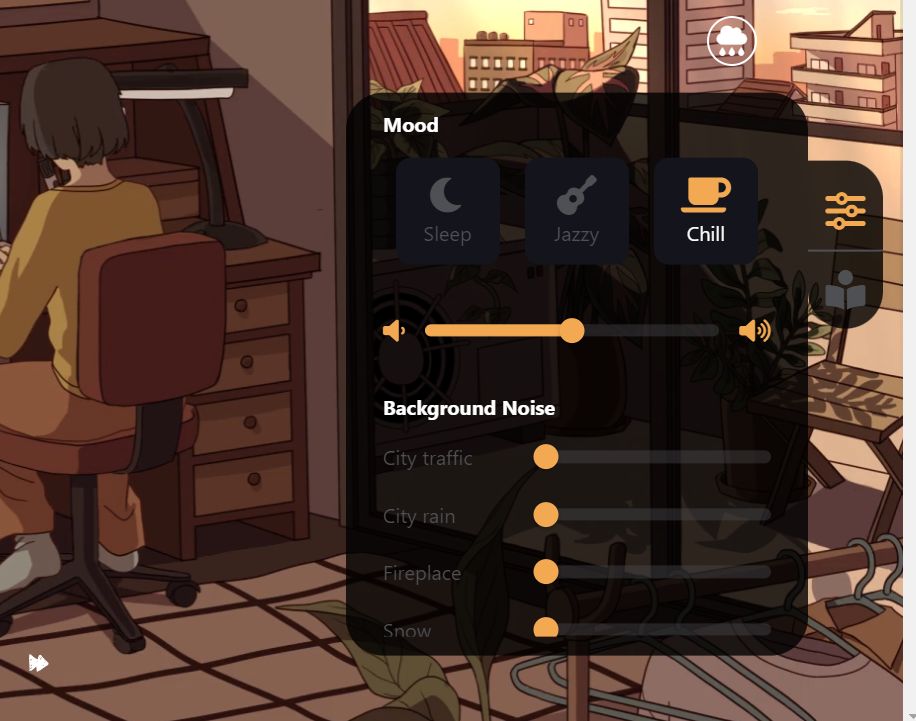 Mood
Sleep
Jazzy
Chill
Background Noise
City traffic
City rain
Fireplace
Snow